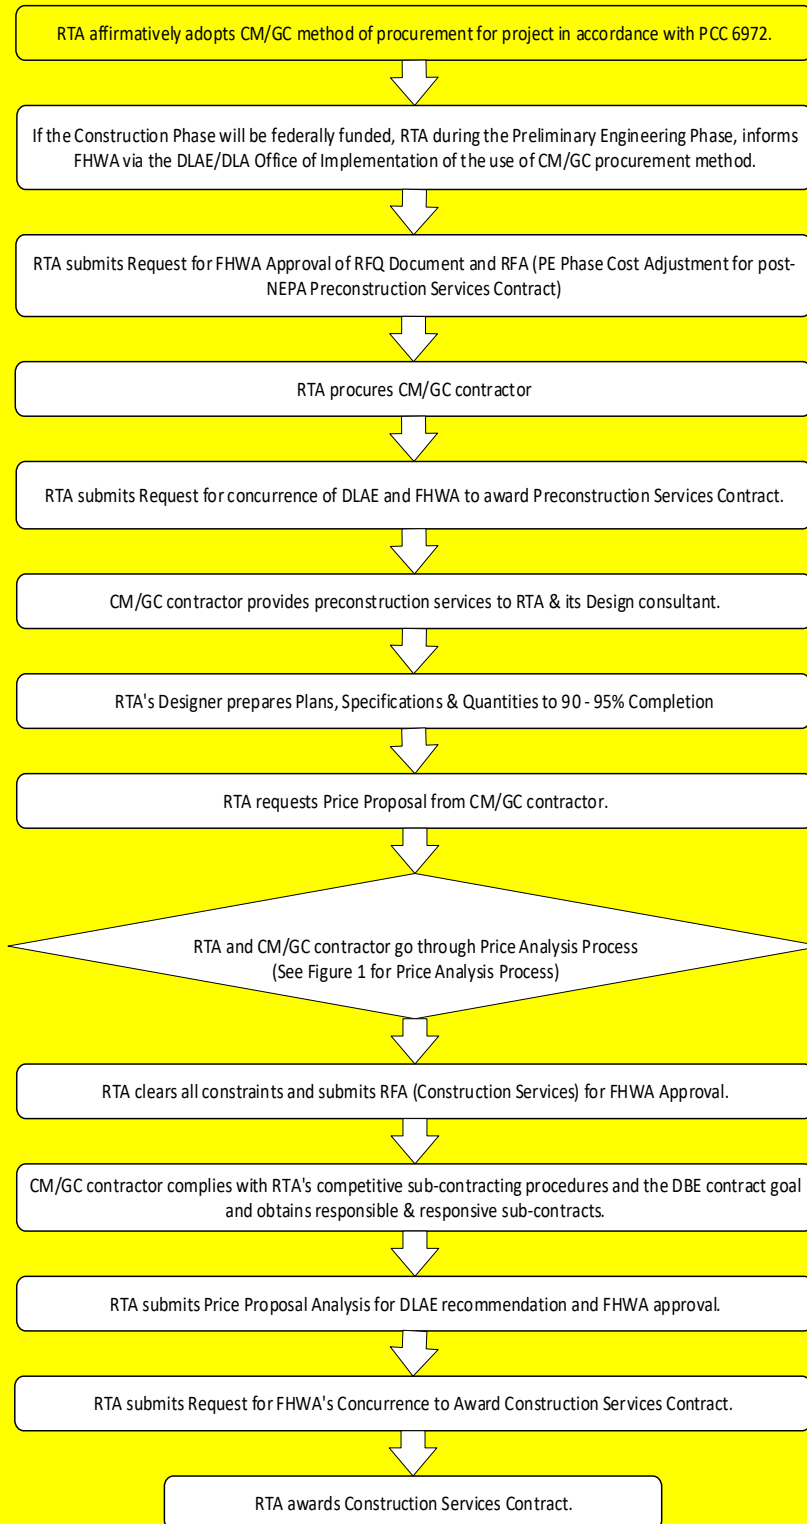 RTA affirmatively adopts CM/GC method of procurement for project in accordance with PCC 6972.
If the Construction Phase will be federally funded, RTA during the Preliminary Engineering Phase, informs
FHWA via the DLAE/DLA Office of Implementation of the use of CM/GC procurement method.
RTA submits Request for FHWA Approval of RFQ Document and RFA (PE Phase Cost Adjustment for post-
NEPA Preconstruction Services Contract)
RTA procures CM/GC contractor
RTA submits Request for concurrence of DLAE and FHWA to award Preconstruction Services Contract.
CM/GC contractor provides preconstruction services to RTA & its Design consultant.
RTA's Designer prepares Plans, Specifications & Quantities to 90 - 95% Completion
RTA requests Price Proposal from CM/GC contractor.
RTA and CM/GC contractor go through Price Analysis Process
(See Figure 1 for Price Analysis Process)
RTA clears all constraints and submits RFA (Construction Services) for FHWA Approval.
CM/GC contractor complies with RTA's competitive sub-contracting procedures and the DBE contract goal
and obtains responsible & responsive sub-contracts.
RTA submits Price Proposal Analysis for DLAE recommendation and FHWA approval.
RTA submits Request for FHWA's Concurrence to Award Construction Services Contract.
RTA awards Construction Services Contract.